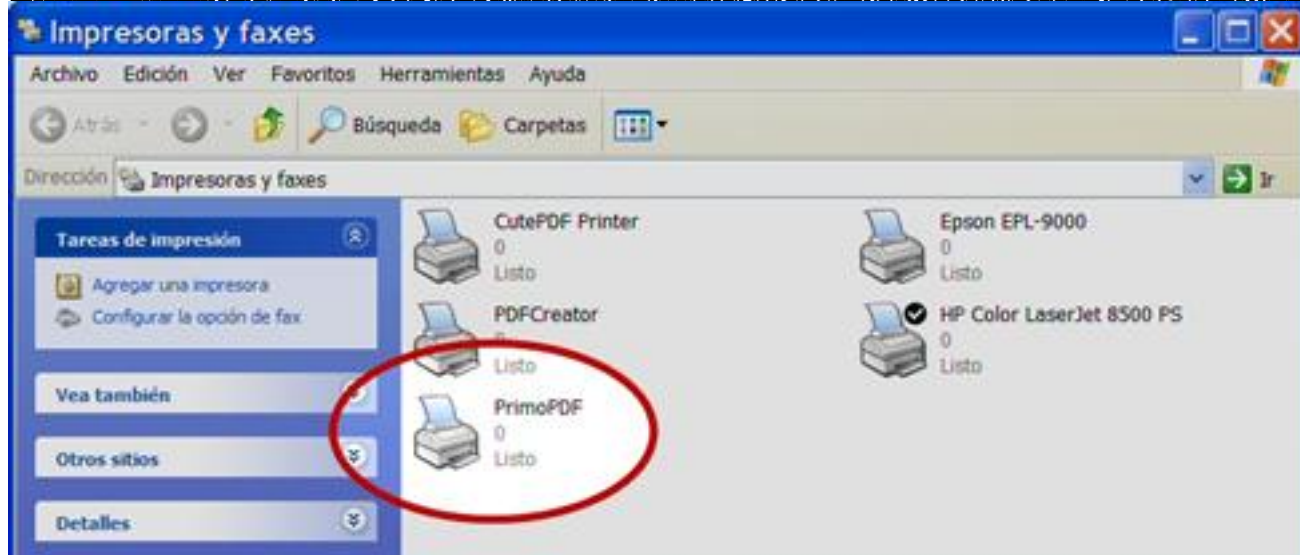 Impresoras y faxes
Archivo Edición Ver Favoritos Herramientas Ayuda
Atrás Búsqueda Carpetas
Dirección Impresoras y faxes Ir
Tareas de impresión
Agregar una impresora
Configurar la opción de fax
Vea también
Otros sitios
Detalles
CutePDF Printer
0
Listo
Epson EPL-9000
0
Listo
PDFCreator
0
Listo
HP Color LaserJet 8500 PS
0
Listo
PrimoPDF
0
Listo